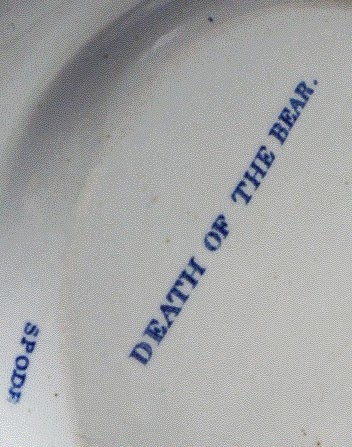 DEATH OF THE BEAR.
SPODE